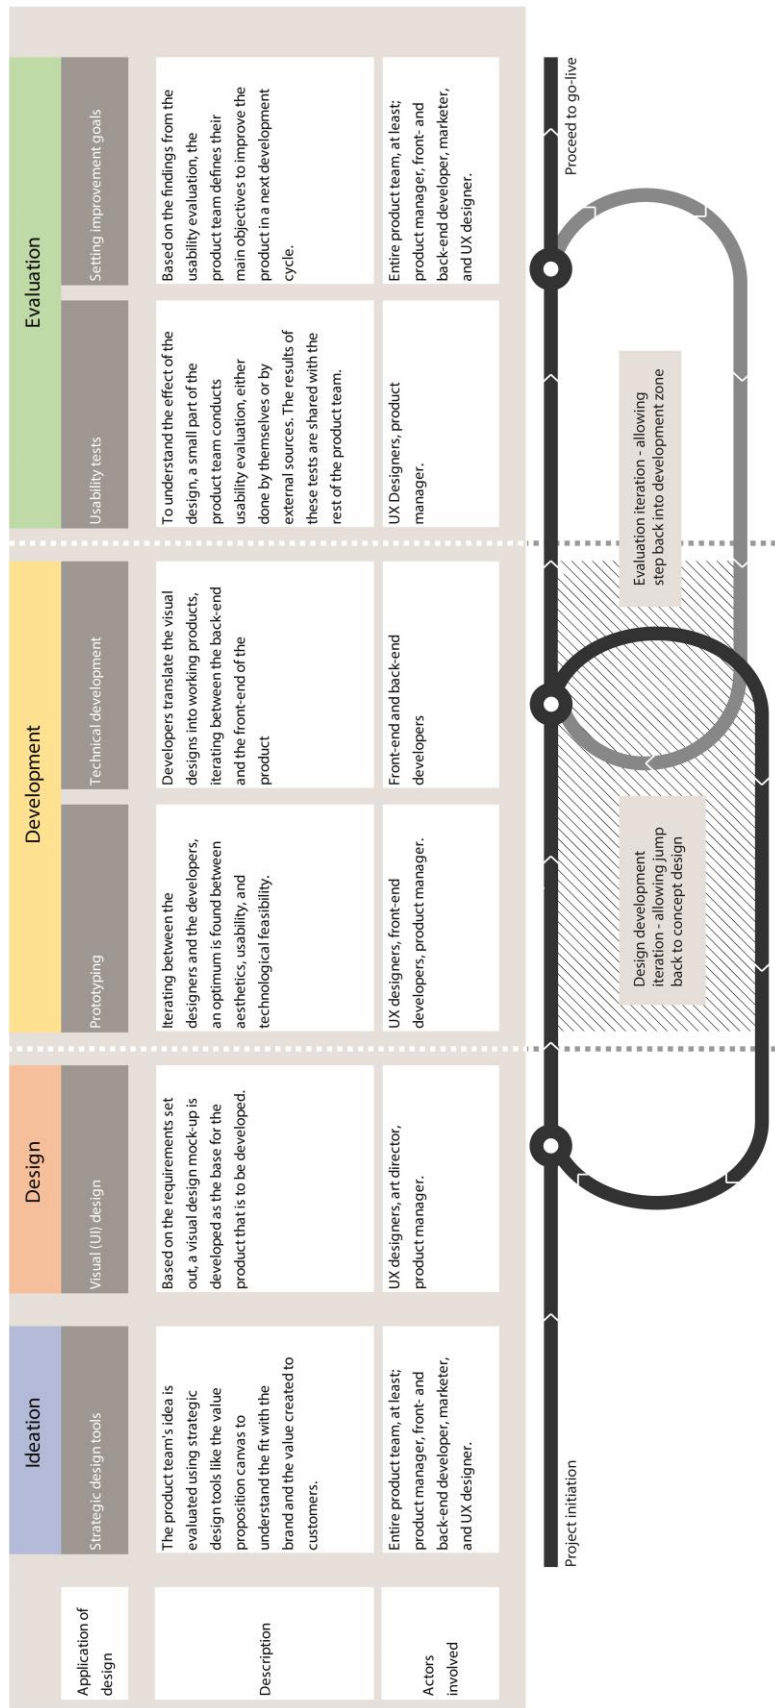 Ideation
Design
Development
Evaluation
Application of
design
Strategic design tools
Visual (UI) design
Prototyping
Technical development
Usability tests
Setting improvement goals
Description
The product team's idea is
evaluated using strategic
design tools like the value
proposition canvas to
understand the fit with the
brand and the value created to
customers.
Based on the requirements set
out, a visual design mock-up is
developed as the base for the
product that is to be developed.
Iterating between the
designers and the developers,
an optimum is found between
aesthetics, usability, and
technological feasibility.
Developers translate the visual
designs into working products,
iterating between the back-end
and the front-end of the
product
To understand the effect of the
design, a small part of the
product team conducts
usability evaluation, either
done by themselves or by
external sources. The results of
these tests are shared with the
rest of the product team.
Based on the findings from the
usability evaluation, the
product team defines their
main objectives to improve the
product in a next development
cycle.
Actors
involved
Entire product team, at least;
product manager, front- and
back-end developer, marketer,
and UX designer.
UX designers, art director,
product manager.
UX designers, front-end
developers, product manager.
Front-end and back-end
developers
UX Designers, product
manager.
Entire product team, at least;
product manager, front- and
back-end developer, marketer,
and UX designer.
Project initiation
Proceed to go-live
Design development
iteration - allowing jump
back to concept design
Evaluation iteration - allowing
step back into development zone